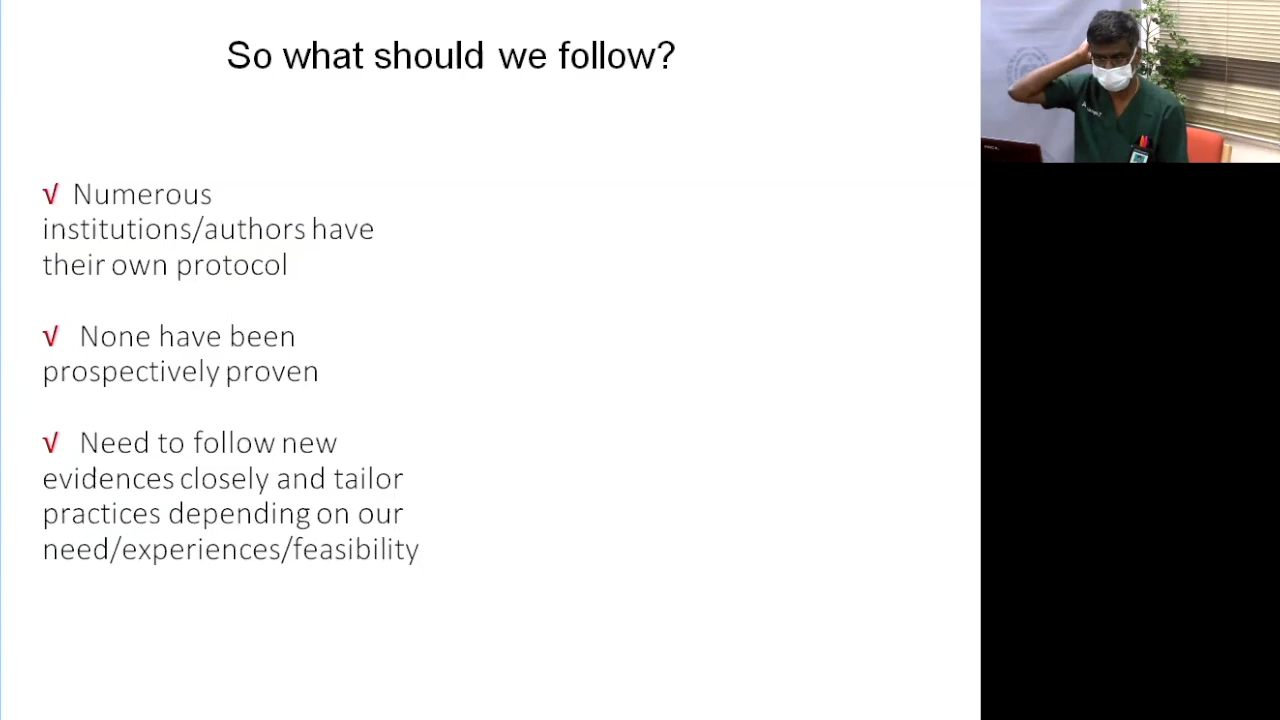 So what should we follow?
√ Numerous
institutions/authors have
their own protocol
√ None have been
prospectively proven
√ Need to follow new
evidences closely and tailor
practices depending on our
need/experiences/feasibility